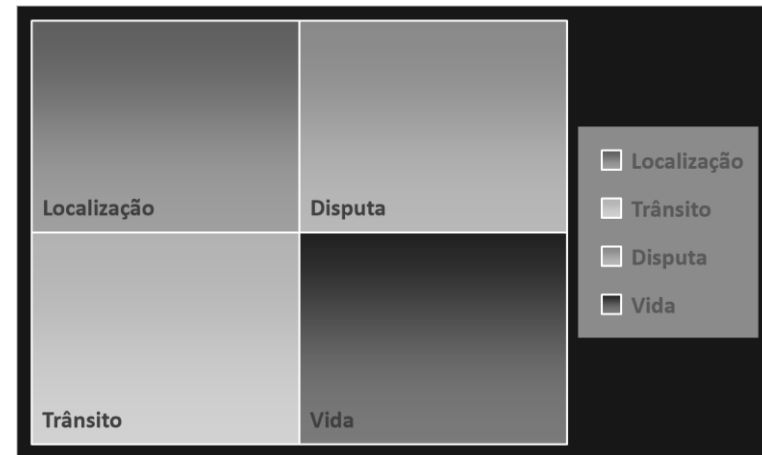 Localização
Disputa
Trânsito
Vida
Localização
Trânsito
Disputa
Vida